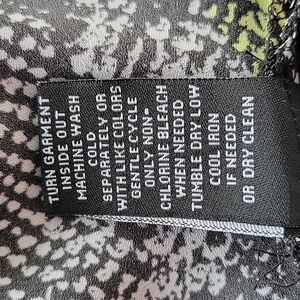 TURN GARMENT
INSIDE OUT
MACHINE WASH
COLD
SEPARATELY OR
WITH LIKE COLORS
GENTLE CYCLE
ONLY NON-
CHLORINE BLEACH
WHEN NEEDED
TUMBLE DRY LOW
COOL IRON
IF NEEDED
OR DRY CLEAN